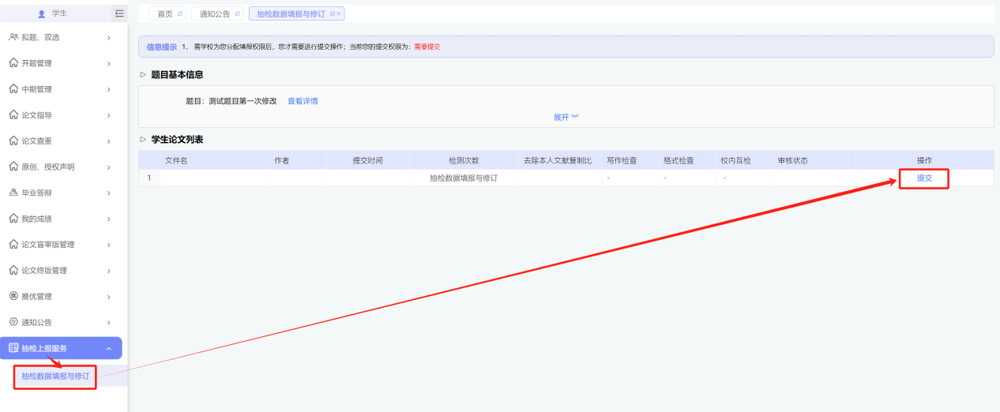 学生
首页 通知公告 抽检数据填报与修订
拟题、双选
开题管理
中期管理
论文指导
论文查重
原创、授权声明
毕业答辩
我的成绩
论文盲审版管理
论文终版管理
推优管理
通知公告
抽检上报服务
抽检数据填报与修订
信息提示 1、 需学校为您分配填报权限后，您才需要进行提交操作；当前您的提交权限为：需要提交
题目基本信息
题目：测试题目第一次修改 查看详情
展开
学生论文列表
文件名 作者 提交时间 检测次数 去除本人文献复制比 写作检查 格式检查 校内互检 审核状态 操作
1 抽检数据填报与修订 - - - 提交